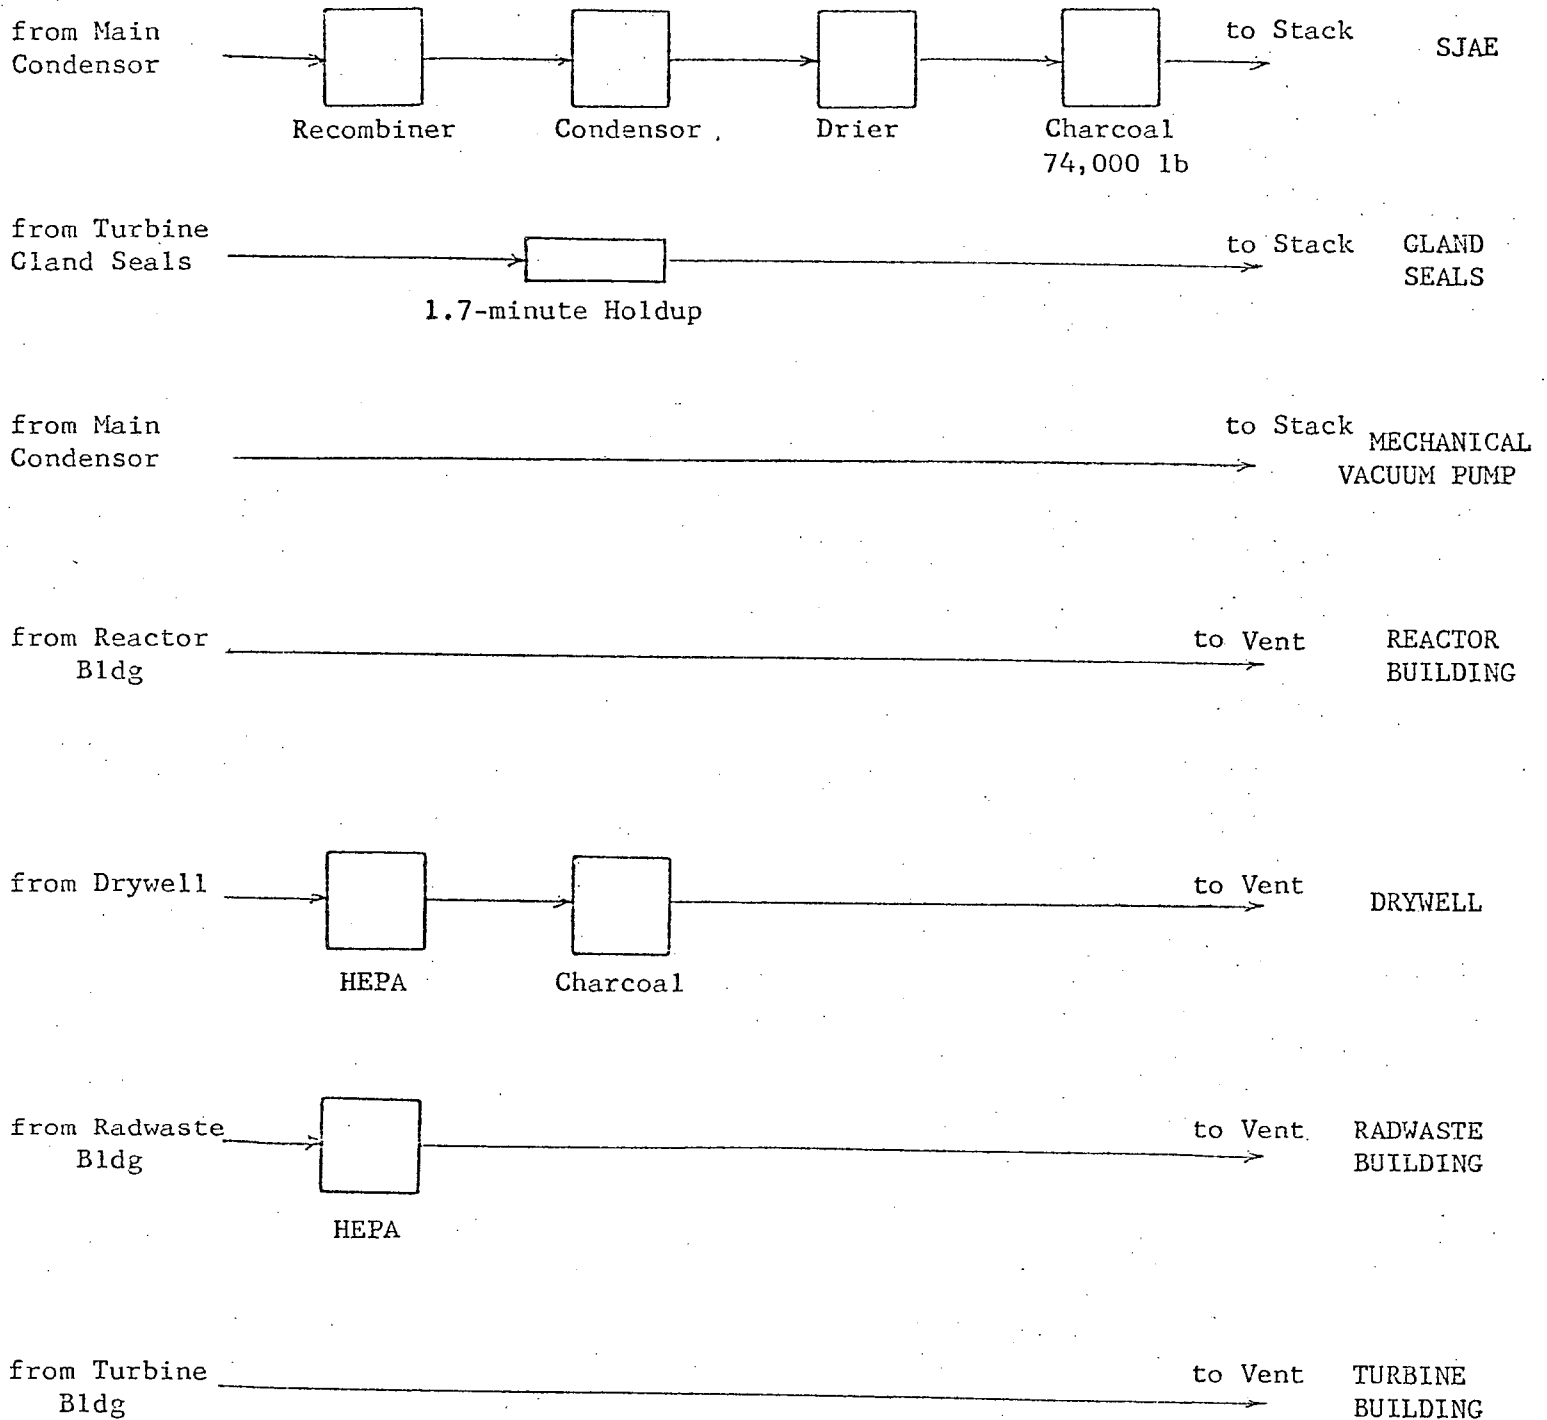 from Main
Condensor
to Stack
SJAE
Recombiner
Condensor
Drier
Charcoal
74,000 lb
from Turbine
Gland Seals
to Stack
GLAND
SEALS
1.7-minute Holdup
from Main
Condensor
to Stack
MECHANICAL
VACUUM PUMP
from Reactor
Bldg
to Vent
REACTOR
BUILDING
from Drywell
to Vent
DRYWELL
HEPA
Charcoal
from Radwaste
Bldg
to Vent
RADWASTE
BUILDING
HEPA
from Turbine
Bldg
to Vent
TURBINE
BUILDING